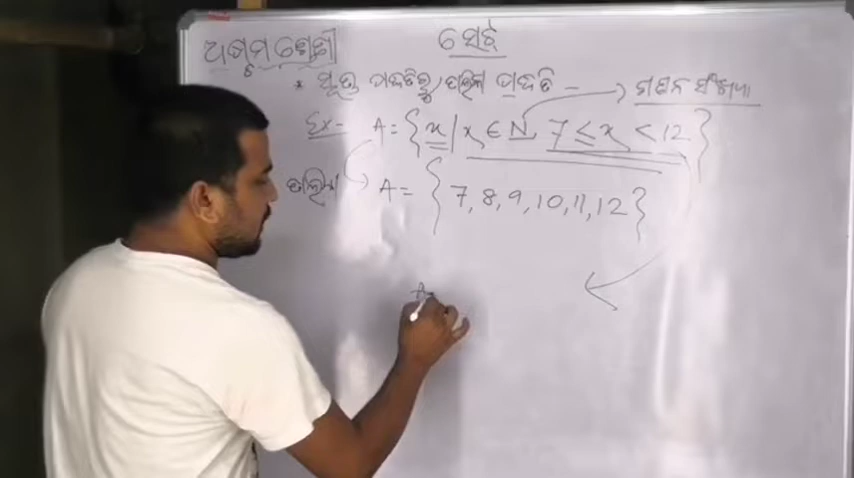 ଅଷ୍ଟମ ଶ୍ରେଣୀ
ସେଟ୍
* ସୂତ୍ର ପଦ୍ଧତିରୁ ତାଲିକା ପଦ୍ଧତି -
ଗଣନ ସଂଖ୍ୟା
Ex- A = {x | x ∈ N, 7 ≤ x < 12}
ତାଲିକା A = {7, 8, 9, 10, 11, 12}
A